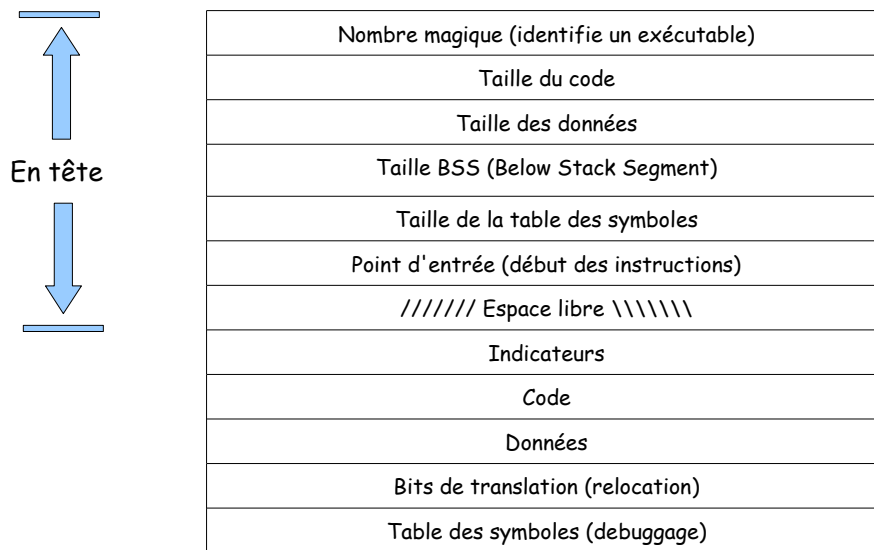 Nombre magique (identifie un exécutable)
Taille du code
Taille des données
En tête
Taille BSS (Below Stack Segment)
Taille de la table des symboles
Point d'entrée (début des instructions)
/////// Espace libre \\\\\\\
Indicateurs
Code
Données
Bits de translation (relocation)
Table des symboles (debuggage)